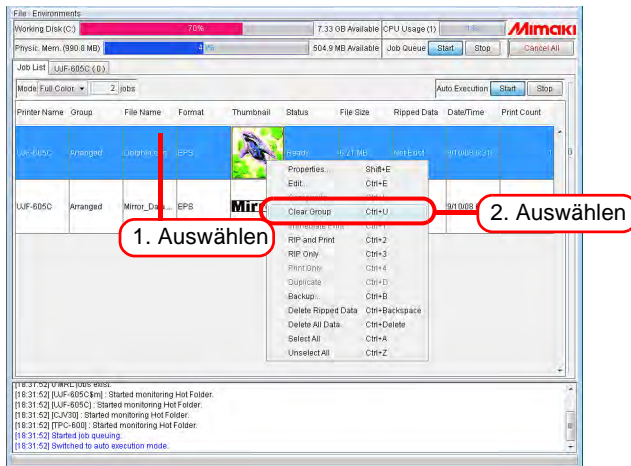 File Environments
Working Disk (C:) 70% 7.33 GB Available CPU Usage (1) Mimaki
Physic. Mem. (990.8 MB) 504.9 MB Available Job Queue Start Stop Cancel All
Job List UJF-605C ( 0 )
Mode Full Color 2 jobs Auto Execution Start Stop
Printer Name Group File Name Format Thumbnail Status File Size Ripped Data Date/Time Print Count
UJF-605C Arranged EPS Ready Not Exist 1
Properties... Shift+E
Edit... Ctrl+E
Clear Group Ctrl+U
UJF-605C Arranged Mirror_Data... EPS
2. Auswählen
1. Auswählen
RIP and Print Ctrl+2
RIP Only Ctrl+3
Print Only Ctrl+4
Duplicate Ctrl+D
Backup... Ctrl+B
Delete Ripped Data Ctrl+Backspace
Delete All Data Ctrl+Delete
Select All Ctrl+A
Unselect All Ctrl+Z
[18:31:52] [UJF-605C$m] : Started monitoring Hot Folder.
[18:31:52] [UJF-605C] : Started monitoring Hot Folder.
[18:31:52] [CJV30] : Started monitoring Hot Folder.
[18:31:52] [TPC-600] : Started monitoring Hot Folder.
[18:31:52] Started job queuing.
[18:31:52] Switched to auto execution mode.